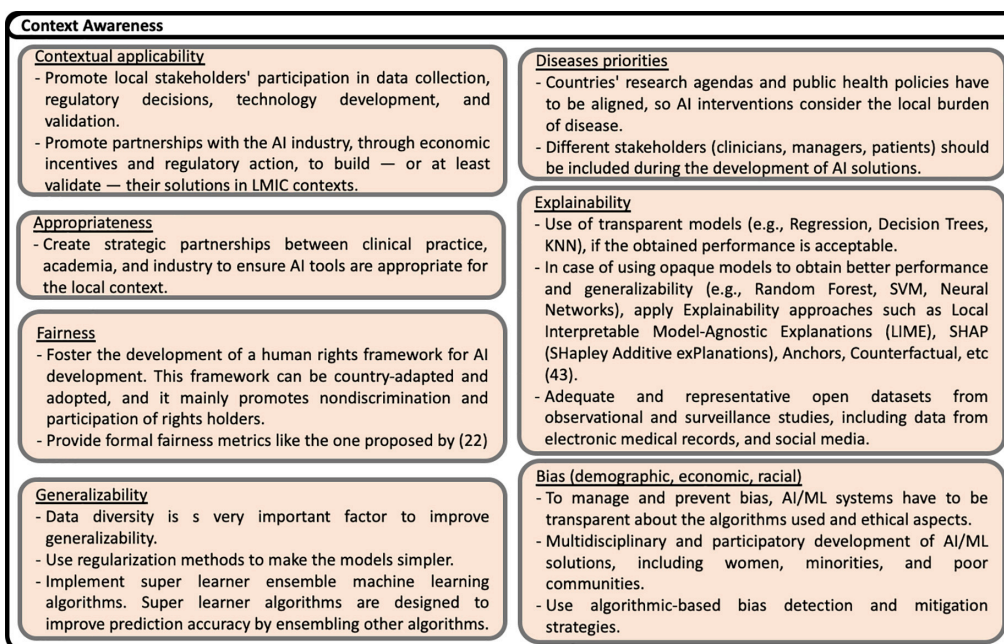 Context Awareness
Contextual applicability
- Promote local stakeholders' participation in data collection,
regulatory decisions, technology development, and
validation.
- Promote partnerships with the AI industry, through economic
incentives and regulatory action, to build — or at least
validate — their solutions in LMIC contexts.
Appropriateness
- Create strategic partnerships between clinical practice,
academia, and industry to ensure AI tools are appropriate for
the local context.
Fairness
- Foster the development of a human rights framework for AI
development. This framework can be country-adapted and
adopted, and it mainly promotes nondiscrimination and
participation of rights holders.
- Provide formal fairness metrics like the one proposed by (22)
Generalizability
- Data diversity is s very important factor to improve
generalizability.
- Use regularization methods to make the models simpler.
- Implement super learner ensemble machine learning
algorithms. Super learner algorithms are designed to
improve prediction accuracy by ensembling other algorithms.
Diseases priorities
- Countries' research agendas and public health policies have
to be aligned, so AI interventions consider the local burden
of disease.
- Different stakeholders (clinicians, managers, patients) should
be included during the development of AI solutions.
Explainability
- Use of transparent models (e.g., Regression, Decision Trees,
KNN), if the obtained performance is acceptable.
- In case of using opaque models to obtain better performance
and generalizability (e.g., Random Forest, SVM, Neural
Networks), apply Explainability approaches such as Local
Interpretable Model-Agnostic Explanations (LIME), SHAP
(SHapley Additive exPlanations), Anchors, Counterfactual, etc
(43).
- Adequate and representative open datasets from
observational and surveillance studies, including data from
electronic medical records, and social media.
Bias (demographic, economic, racial)
- To manage and prevent bias, AI/ML systems have to be
transparent about the algorithms used and ethical aspects.
- Multidisciplinary and participatory development of AI/ML
solutions, including women, minorities, and poor
communities.
- Use algorithmic-based bias detection and mitigation
strategies.